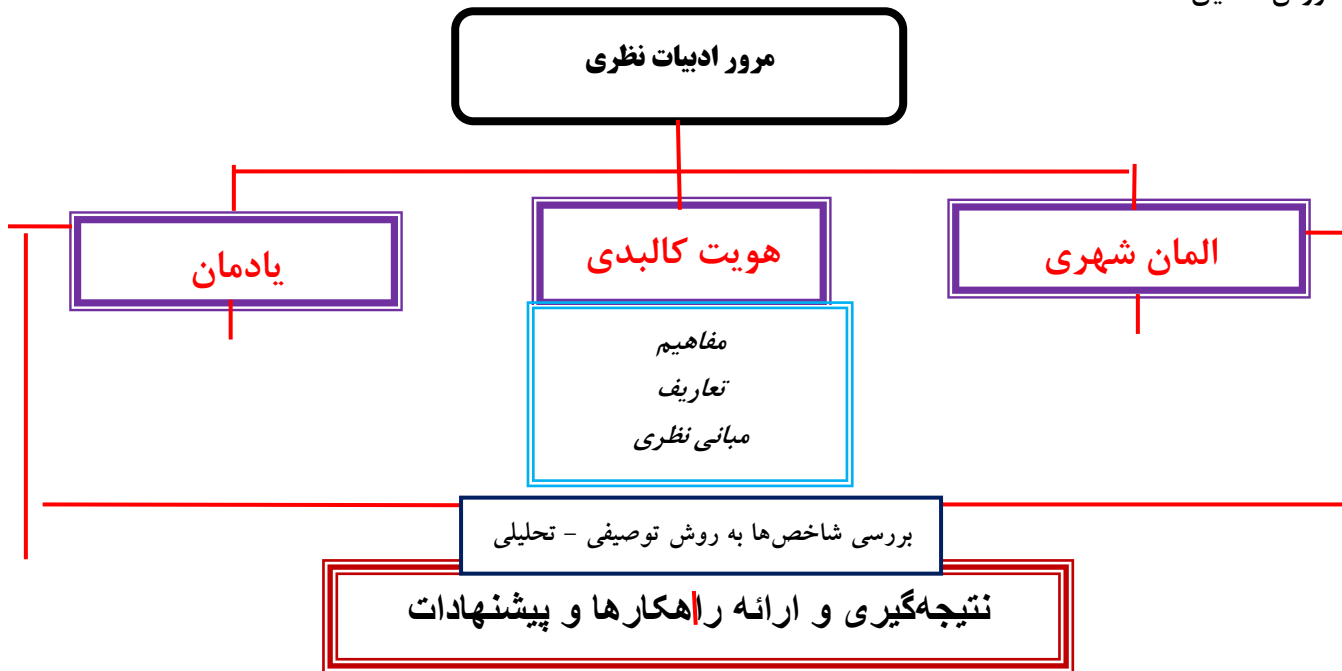 مرور ادبیات نظری
المان شهری
هویت کالبدی
یادمان
مفاهیم
تعاریف
مبانی نظری
بررسی شاخص‌ها به روش توصیفی - تحلیلی
نتیجه‌گیری و ارائه راهکارها و پیشنهادات